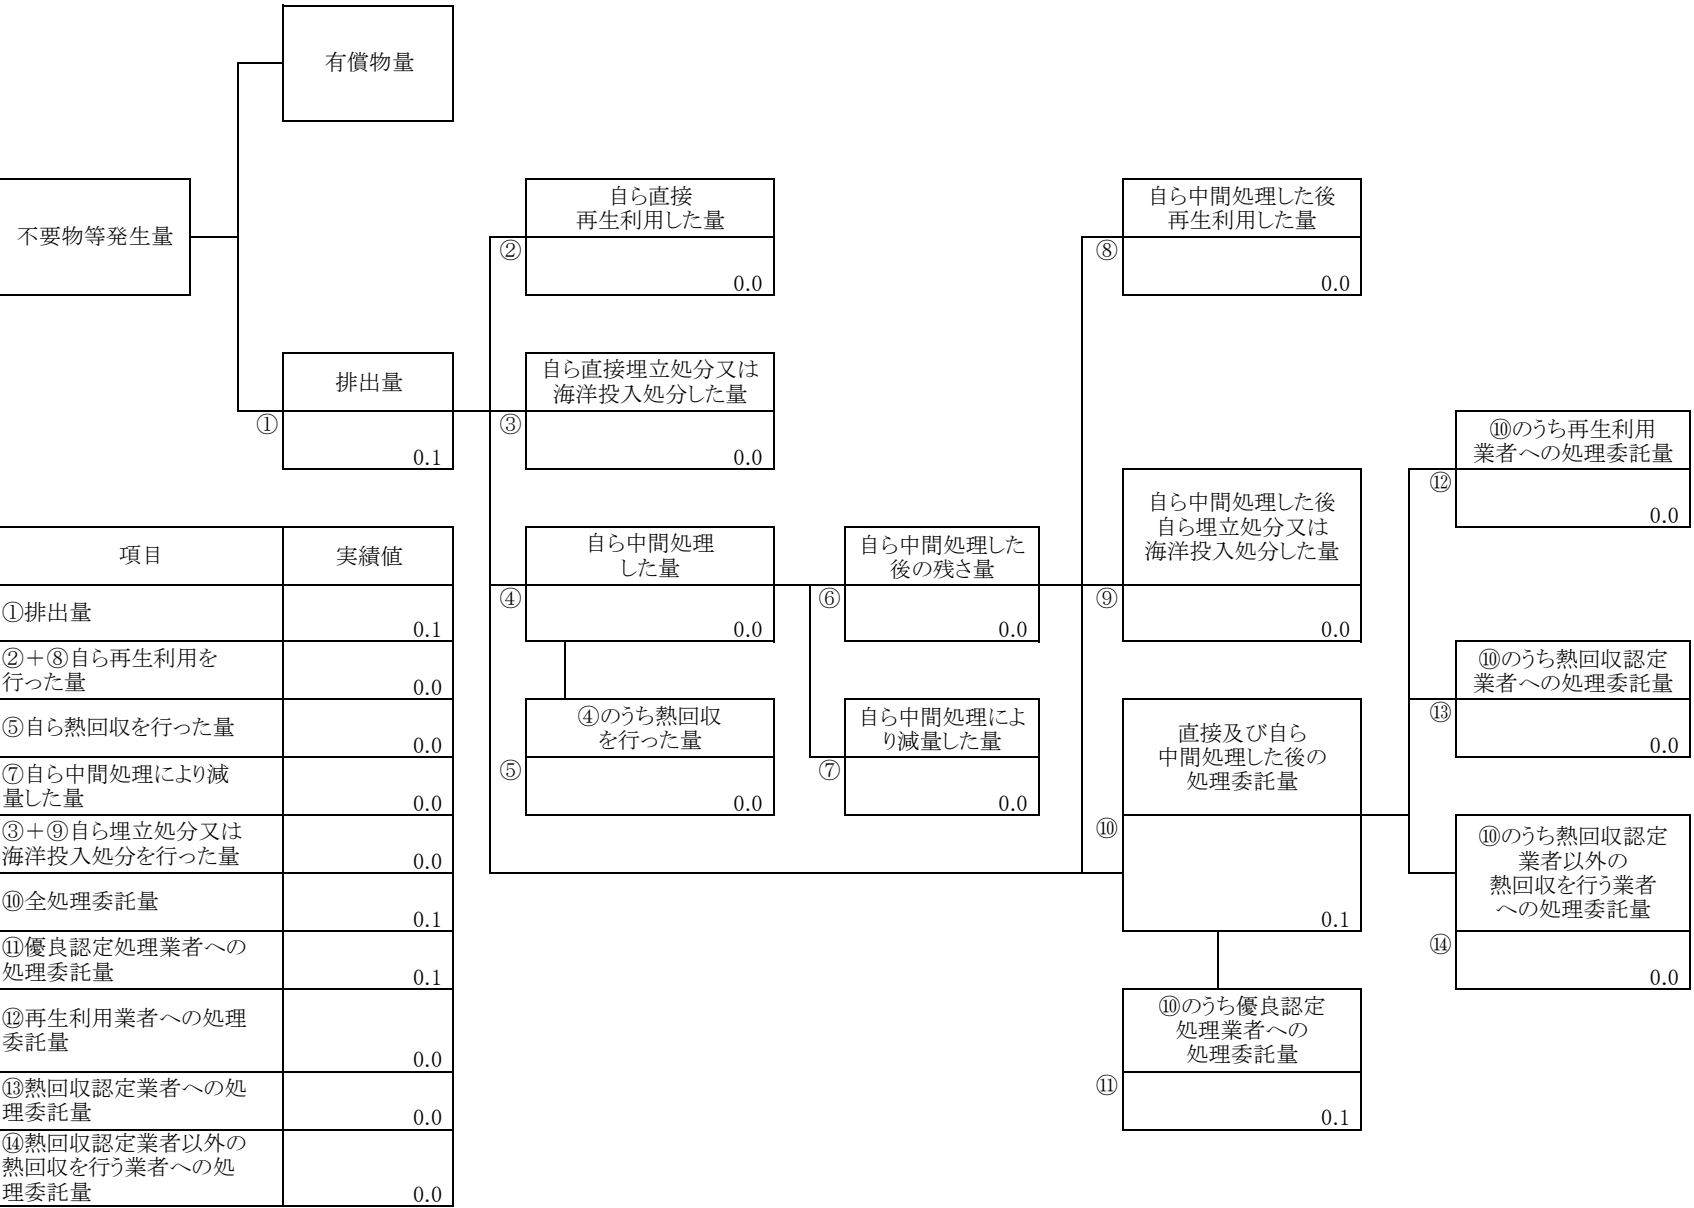 有償物量
不要物等発生量
排出量
①
0.1
自ら直接
再生利用した量
②
0.0
自ら直接埋立処分又は
海洋投入処分した量
③
0.0
自ら中間処理
した量
④
0.0
④のうち熱回収
を行った量
⑤
0.0
自ら中間処理した
後の残さ量
⑥
0.0
自ら中間処理によ
り減量した量
⑦
0.0
自ら中間処理した後
再生利用した量
⑧
0.0
自ら中間処理した後
自ら埋立処分又は
海洋投入処分した量
⑨
0.0
直接及び自ら
中間処理した後の
処理委託量
⑩
0.1
⑩のうち優良認定
処理業者への
処理委託量
⑪
0.1
⑩のうち再生利用
業者への処理委託量
⑫
0.0
⑩のうち熱回収認定
業者への処理委託量
⑬
0.0
⑩のうち熱回収認定
業者以外の
熱回収を行う業者
への処理委託量
⑭
0.0
項目 実績値
①排出量
0.1
②＋⑧自ら再生利用を
行った量
0.0
⑤自ら熱回収を行った量
0.0
⑦自ら中間処理により減
量した量
0.0
③＋⑨自ら埋立処分又は
海洋投入処分を行った量
0.0
⑩全処理委託量
0.1
⑪優良認定処理業者への
処理委託量
0.1
⑫再生利用業者への処理
委託量
0.0
⑬熱回収認定業者への処
理委託量
0.0
⑭熱回収認定業者以外の
熱回収を行う業者への処
理委託量
0.0